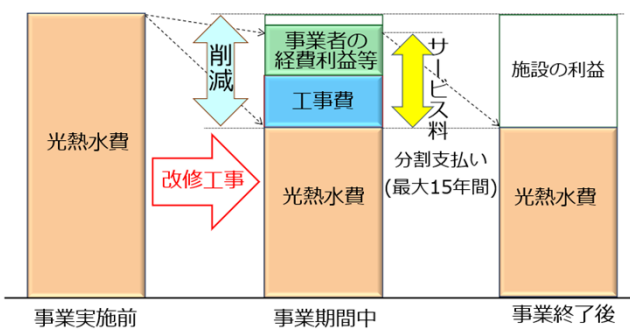 光熱水費
事業実施前
改修工事
削減
事業者の
経費利益等
工事費
光熱水費
事業期間中
サービス料
分割支払い
(最大15年間)
施設の利益
光熱水費
事業終了後